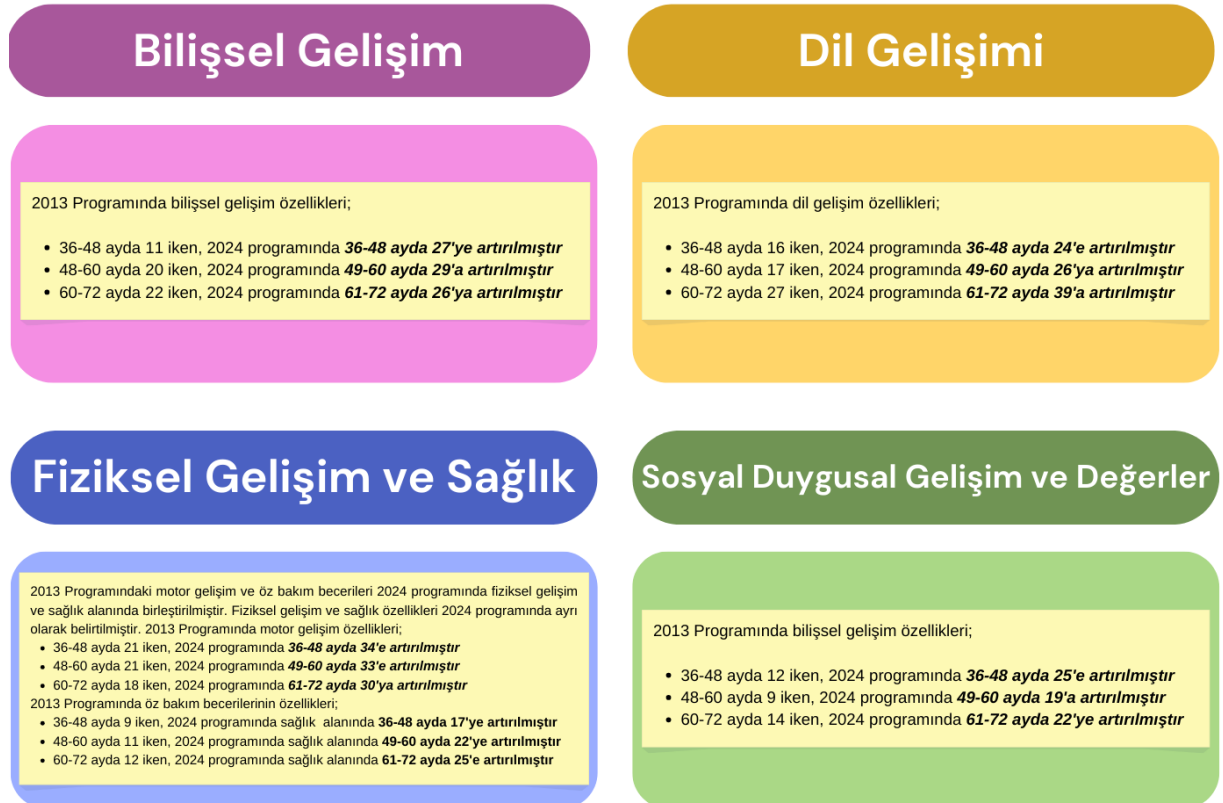 Bilişsel Gelişim
2013 Programında bilişsel gelişim özellikleri;
• 36-48 ayda 11 iken, 2024 programında 36-48 ayda 27'ye artırılmıştır
• 48-60 ayda 20 iken, 2024 programında 49-60 ayda 29'a artırılmıştır
• 60-72 ayda 22 iken, 2024 programında 61-72 ayda 26'ya artırılmıştır
Dil Gelişimi
2013 Programında dil gelişim özellikleri;
• 36-48 ayda 16 iken, 2024 programında 36-48 ayda 24'e artırılmıştır
• 48-60 ayda 17 iken, 2024 programında 49-60 ayda 26'ya artırılmıştır
• 60-72 ayda 27 iken, 2024 programında 61-72 ayda 39'a artırılmıştır
Fiziksel Gelişim ve Sağlık
2013 Programındaki motor gelişim ve öz bakım becerileri 2024 programında fiziksel gelişim
ve sağlık alanında birleştirilmiştir. Fiziksel gelişim ve sağlık özellikleri 2024 programında ayrı
olarak belirtilmiştir. 2013 Programında motor gelişim özellikleri;
• 36-48 ayda 21 iken, 2024 programında 36-48 ayda 34'e artırılmıştır
• 48-60 ayda 21 iken, 2024 programında 49-60 ayda 33'e artırılmıştır
• 60-72 ayda 18 iken, 2024 programında 61-72 ayda 30'ya artırılmıştır
2013 Programında öz bakım becerilerinin özellikleri;
• 36-48 ayda 9 iken, 2024 programında sağlık alanında 36-48 ayda 17'ye artırılmıştır
• 48-60 ayda 11 iken, 2024 programında sağlık alanında 49-60 ayda 22'ye artırılmıştır
• 60-72 ayda 12 iken, 2024 programında sağlık alanında 61-72 ayda 25'e artırılmıştır
Sosyal Duygusal Gelişim ve Değerler
2013 Programında bilişsel gelişim özellikleri;
• 36-48 ayda 12 iken, 2024 programında 36-48 ayda 25'e artırılmıştır
• 48-60 ayda 9 iken, 2024 programında 49-60 ayda 19'a artırılmıştır
• 60-72 ayda 14 iken, 2024 programında 61-72 ayda 22'ye artırılmıştır